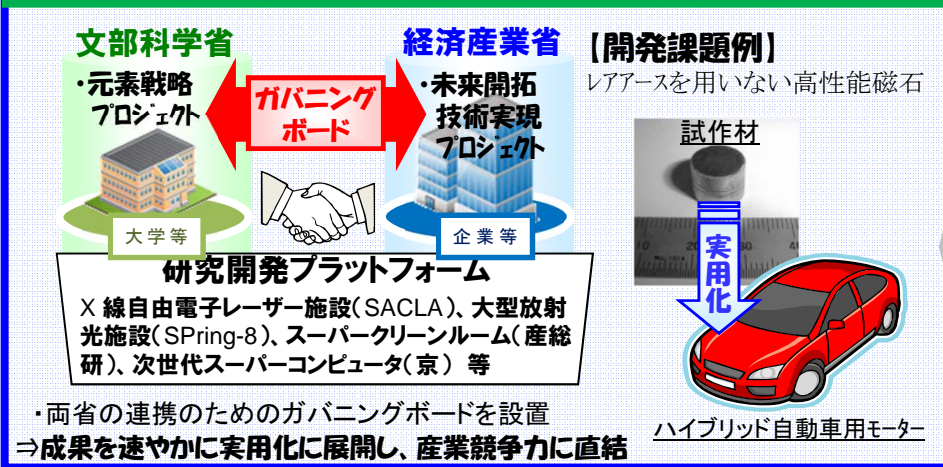 文部科学省
・元素戦略
プロジェクト
ガバニング
ボード
経済産業省
・未来開拓
技術実現
プロジェクト
大学等
企業等
研究開発プラットフォーム
X 線自由電子レーザー施設(SACLA)、大型放射
光施設(SPring-8)、スーパークリーンルーム(産総
研)、次世代スーパーコンピュータ(京) 等
・両省の連携のためのガバニングボードを設置
⇒成果を速やかに実用化に展開し、産業競争力に直結
【開発課題例】
レアアースを用いない高性能磁石
試作材
実用化
ハイブリッド自動車用モーター